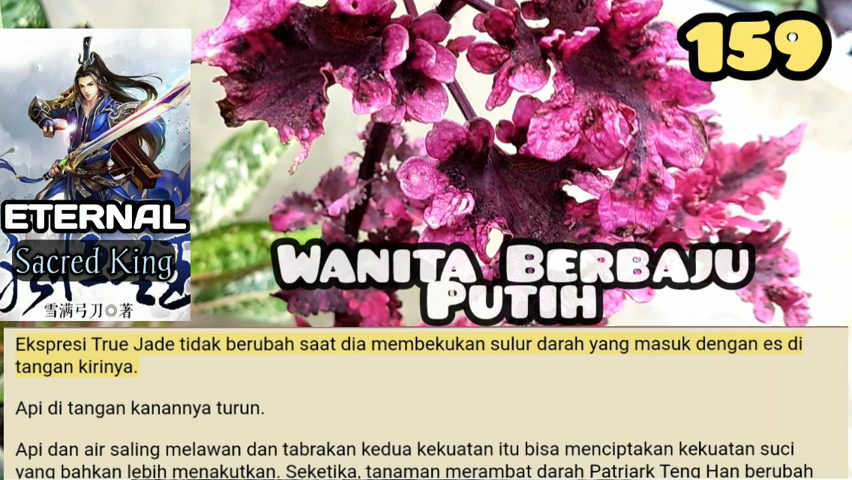 159
ETERNAL
Sacred King
雪满弓刀◎著
WANITA BERBAJU
PUTIH
Ekspresi True Jade tidak berubah saat dia membekukan sulur darah yang masuk dengan es di
tangan kirinya.
Api di tangan kanannya turun.
Api dan air saling melawan dan tabrakan kedua kekuatan itu bisa menciptakan kekuatan suci
yang bahkan lebih menakutkan. Seketika, tanaman merambat darah Patriark Teng Han berubah